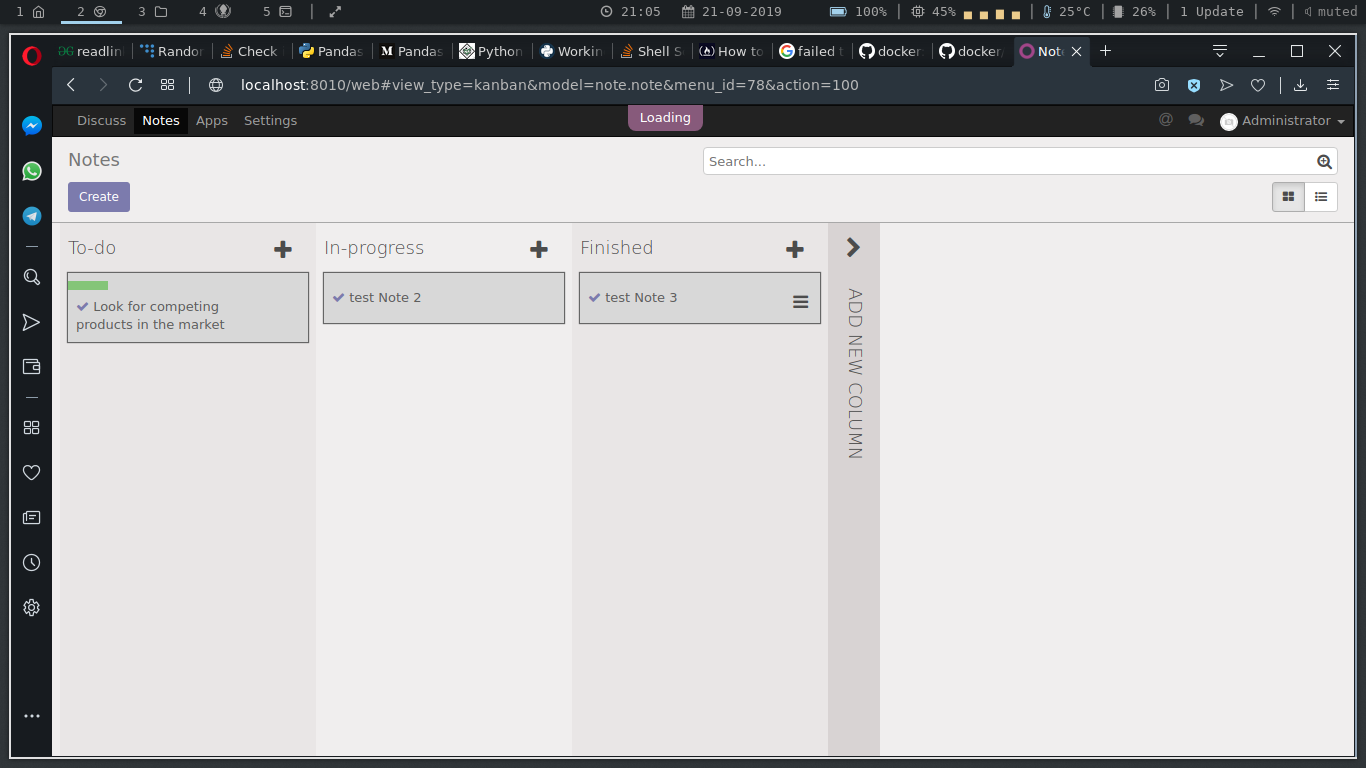 1 2 3 4 5 21:05 21-09-2019 100% 45% 25°C 26% 1 Update muted
readlin Randor Check Pandas Pandas Python Workin Shell S How to failed t docker docker Not
localhost:8010/web#view_type=kanban&model=note.note&menu_id=78&action=100
Discuss Notes Apps Settings Loading @ Administrator
Notes Search...
Create
To-do In-progress Finished
test Note 2 test Note 3
Look for competing
products in the market
ADD NEW COLUMN